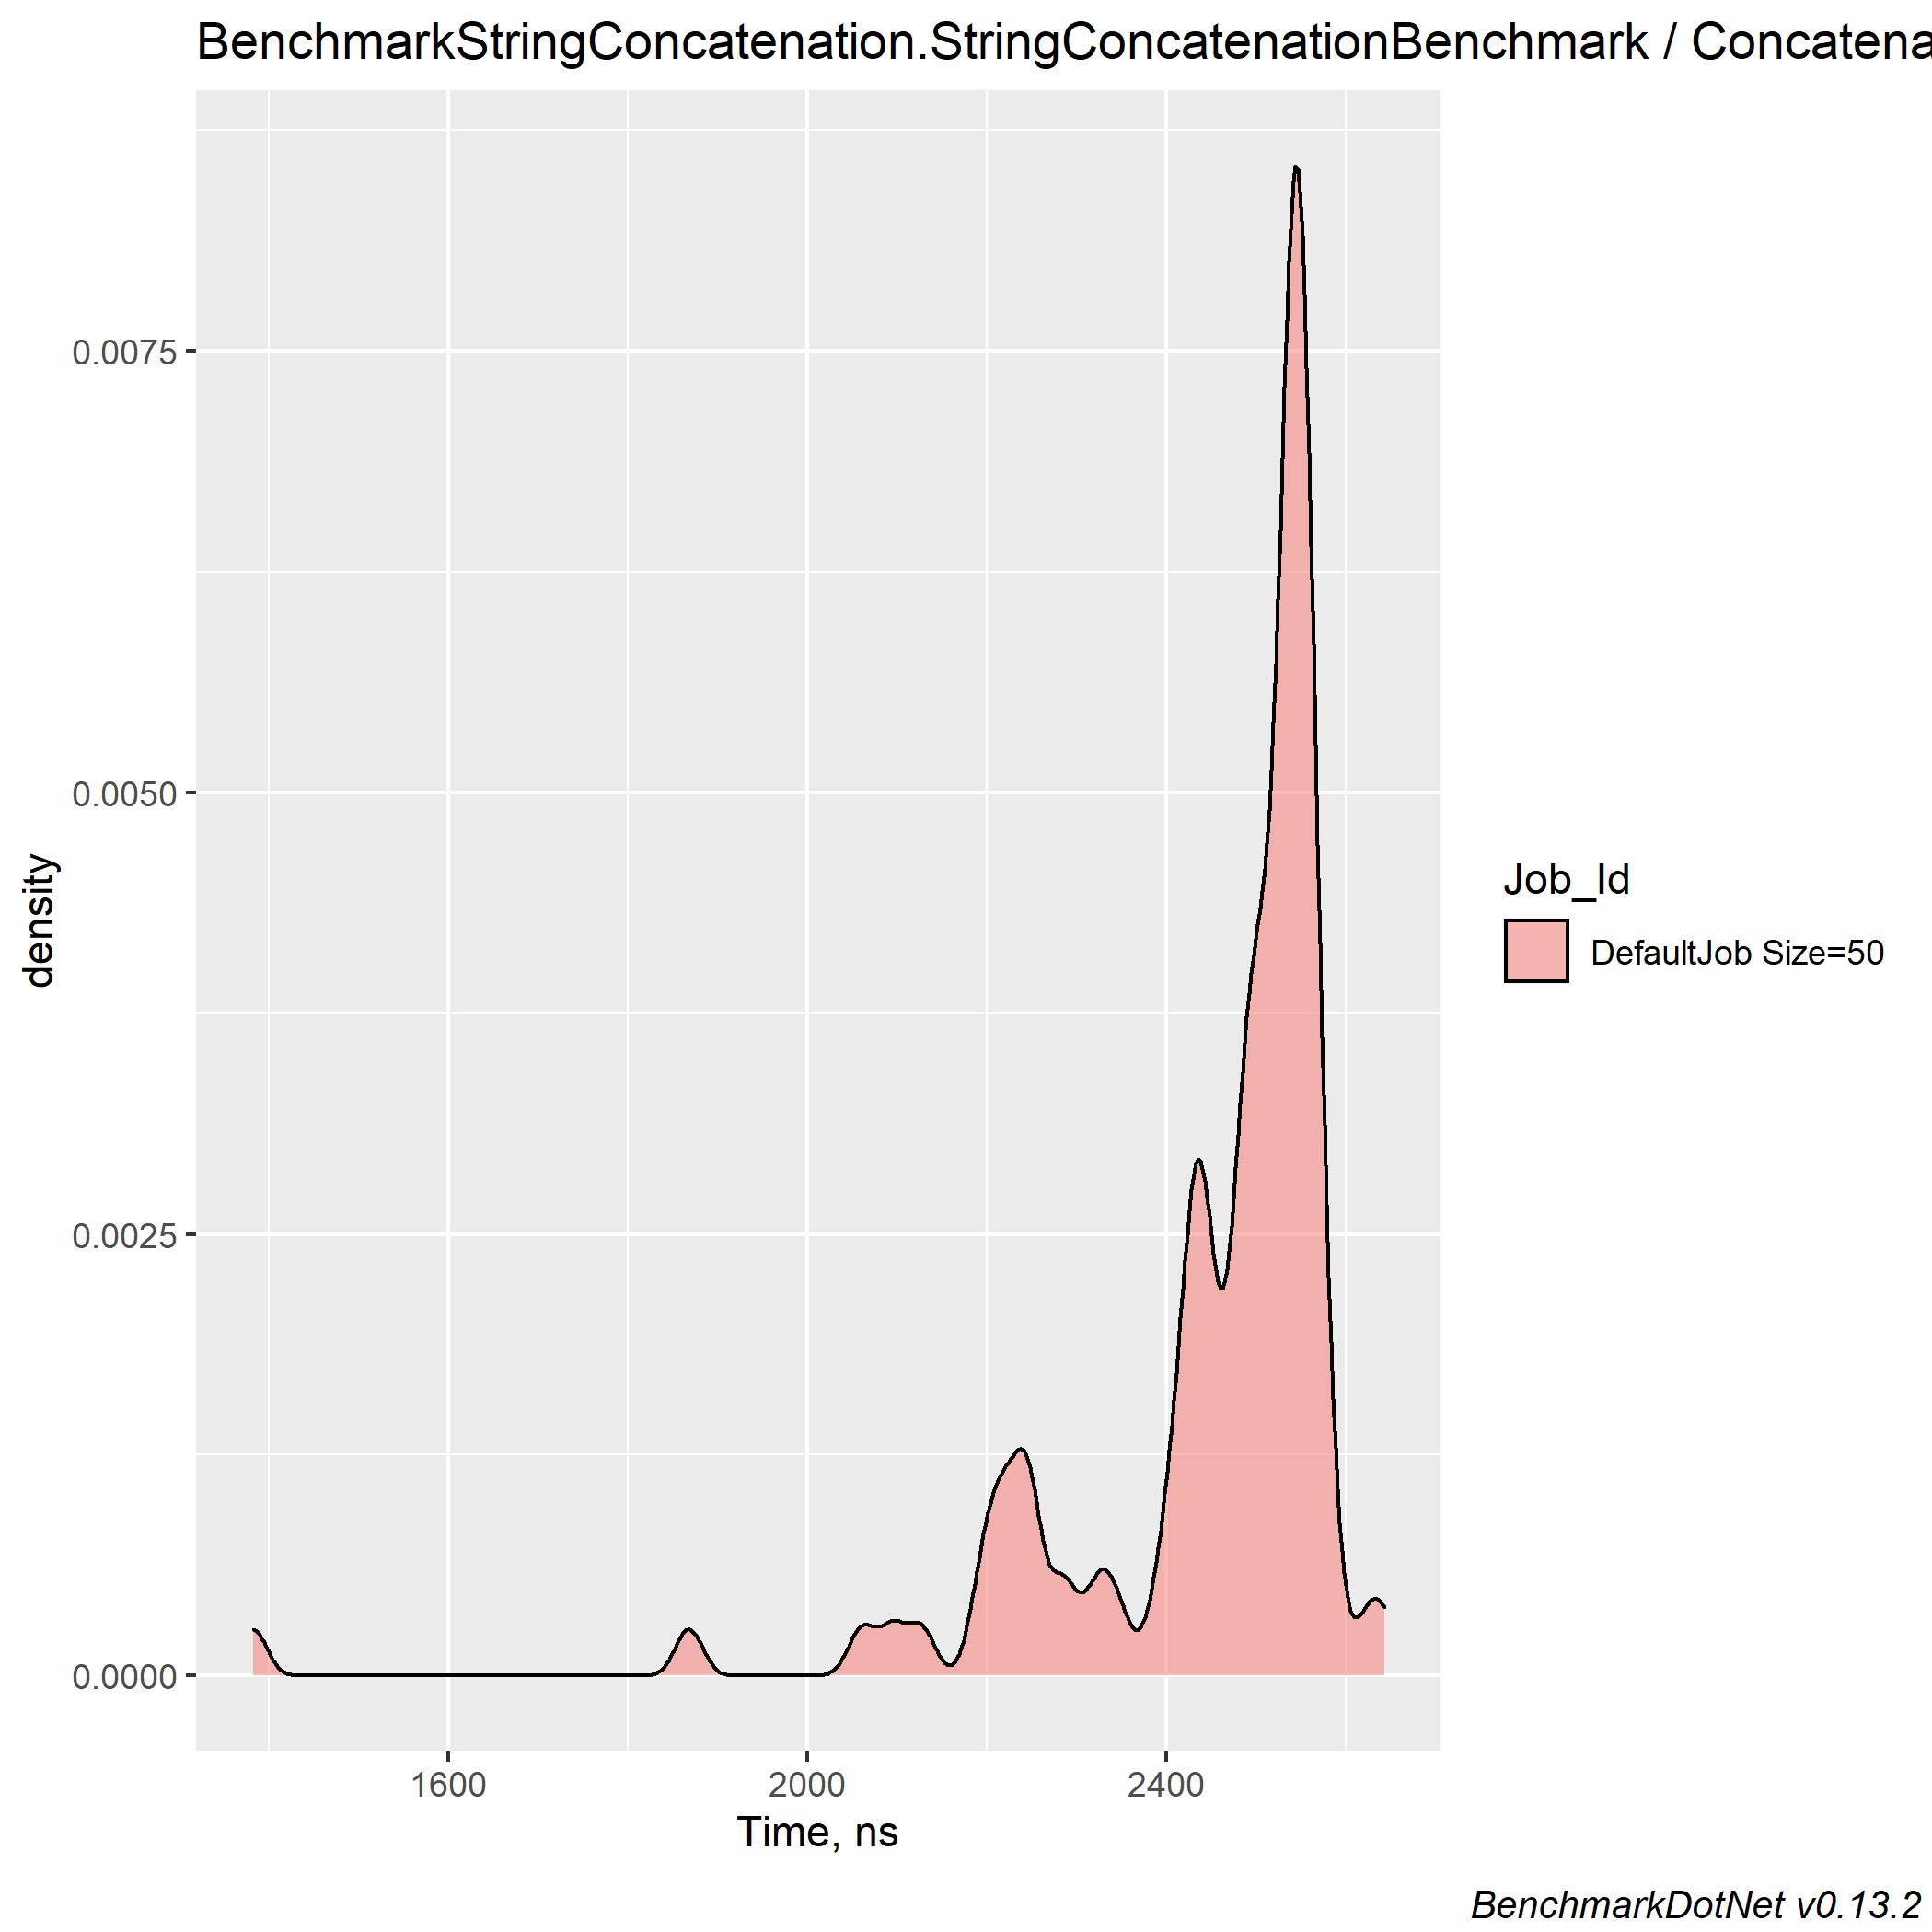 BenchmarkStringConcatenation.StringConcatenationBenchmark / Concatena
0.0075
0.0050
0.0025
0.0000
density
1600
2000
2400
Time, ns
Job_Id
DefaultJob Size=50
BenchmarkDotNet v0.13.2